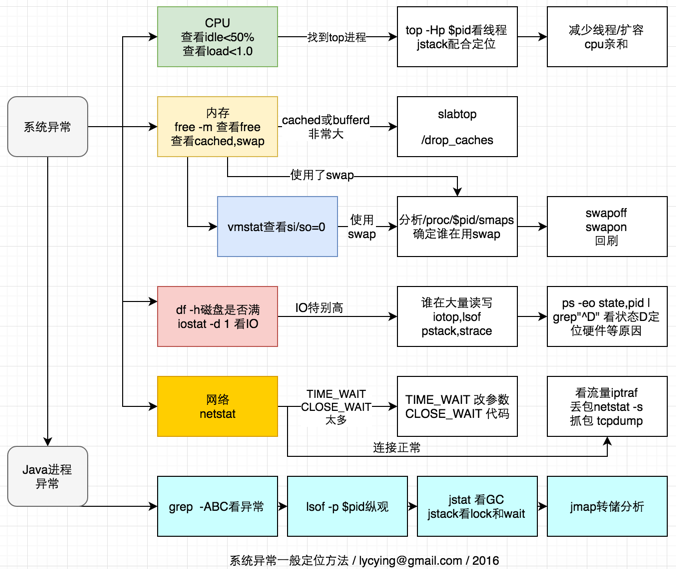 CPU
查看idle<50%
查看load<1.0
找到top进程
top -Hp $pid看线程
jstack配合定位
减少线程/扩容
cpu亲和
系统异常
内存
free -m 查看free
查看cached,swap
cached或bufferd
非常大
slabtop
/drop_caches
使用了swap
vmstat查看si/so=0
使用
swap
分析/proc/$pid/smaps
确定谁在用swap
swapoff
swapon
回刷
df -h磁盘是否满
iostat -d 1 看IO
IO特别高
谁在大量读写
iotop,lsof
pstack,strace
ps -eo state,pid |
grep"^D" 看状态D定
位硬件等原因
网络
netstat
TIME_WAIT
CLOSE_WAIT
太多
TIME_WAIT 改参数
CLOSE_WAIT 代码
看流量iptraf
丢包netstat -s
抓包 tcpdump
连接正常
Java进程
异常
grep -ABC看异常
lsof -p $pid纵观
jstat 看GC
jstack看lock和wait
jmap转储分析
系统异常一般定位方法 / lycying@gmail.com / 2016